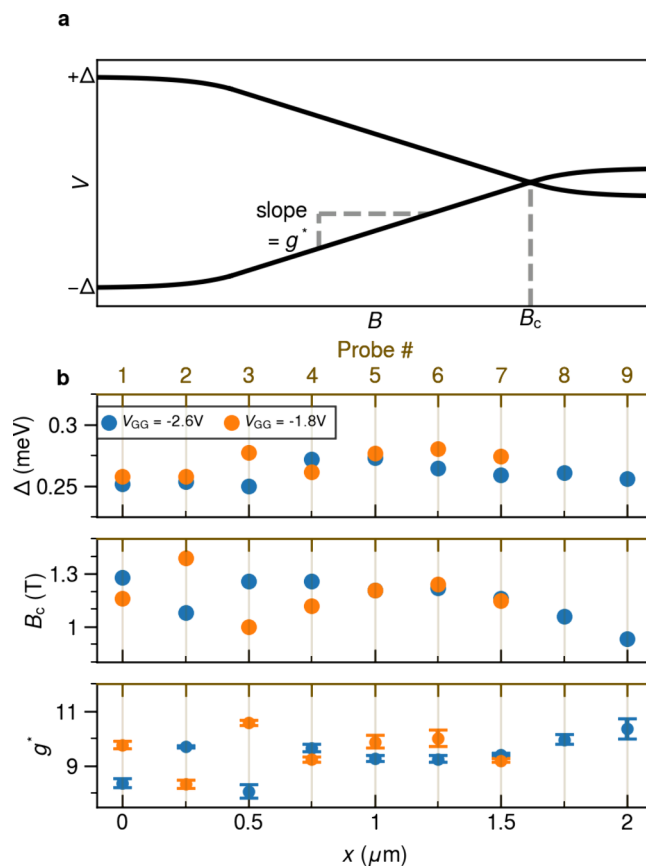 a
+Δ
V
slope
= g*
−Δ
B
Bc
Probe #
b
1 2 3 4 5 6 7 8 9
VGG = -2.6V VGG = -1.8V
Δ (meV)
0.3
0.25
Bc (T)
1.3
1
g*
11
9
0 0.5 1 1.5 2
x (μm)